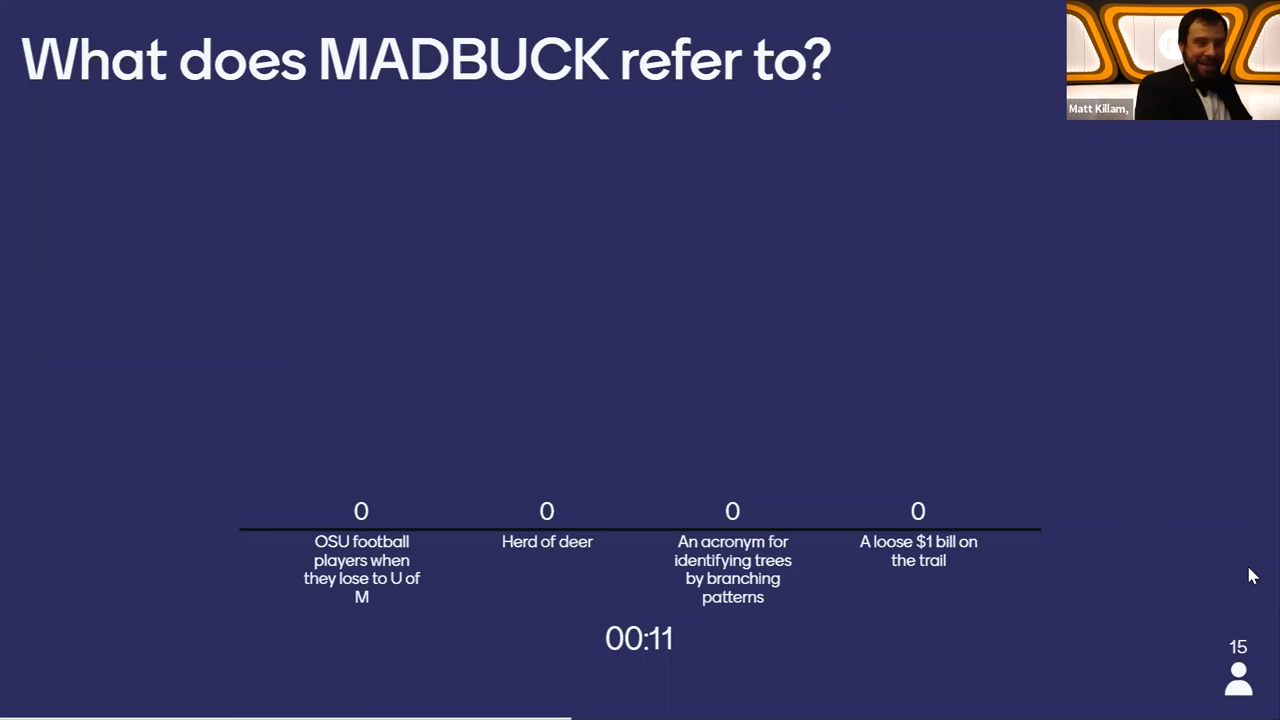 What does MADBUCK refer to?
Matt Killam,
0
0
0
0
OSU football
players when
they lose to U of
M
Herd of deer
An acronym for
identifying trees
by branching
patterns
A loose $1 bill on
the trail
00:11
15